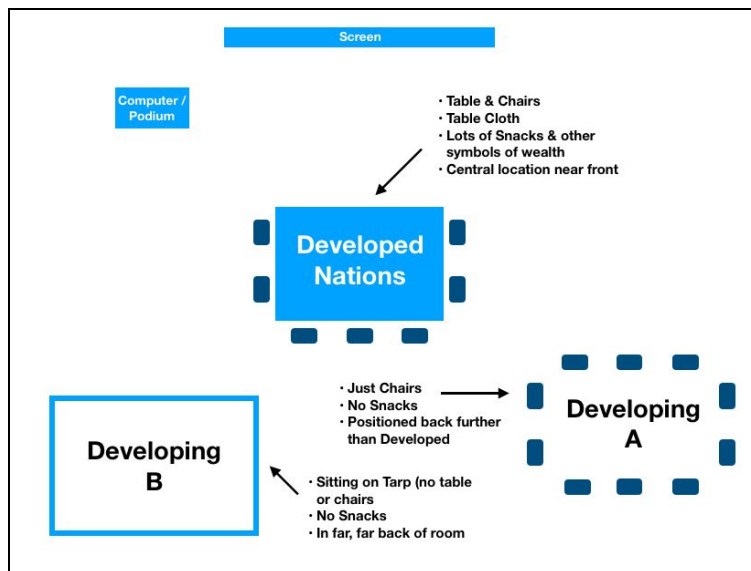 Screen
Computer /
Podium
· Table & Chairs
· Table Cloth
· Lots of Snacks & other
symbols of wealth
· Central location near front
Developed
Nations
· Just Chairs
· No Snacks
· Positioned back further
than Developed
Developing
A
Developing
B
· Sitting on Tarp (no table
or chairs
· No Snacks
· In far, far back of room